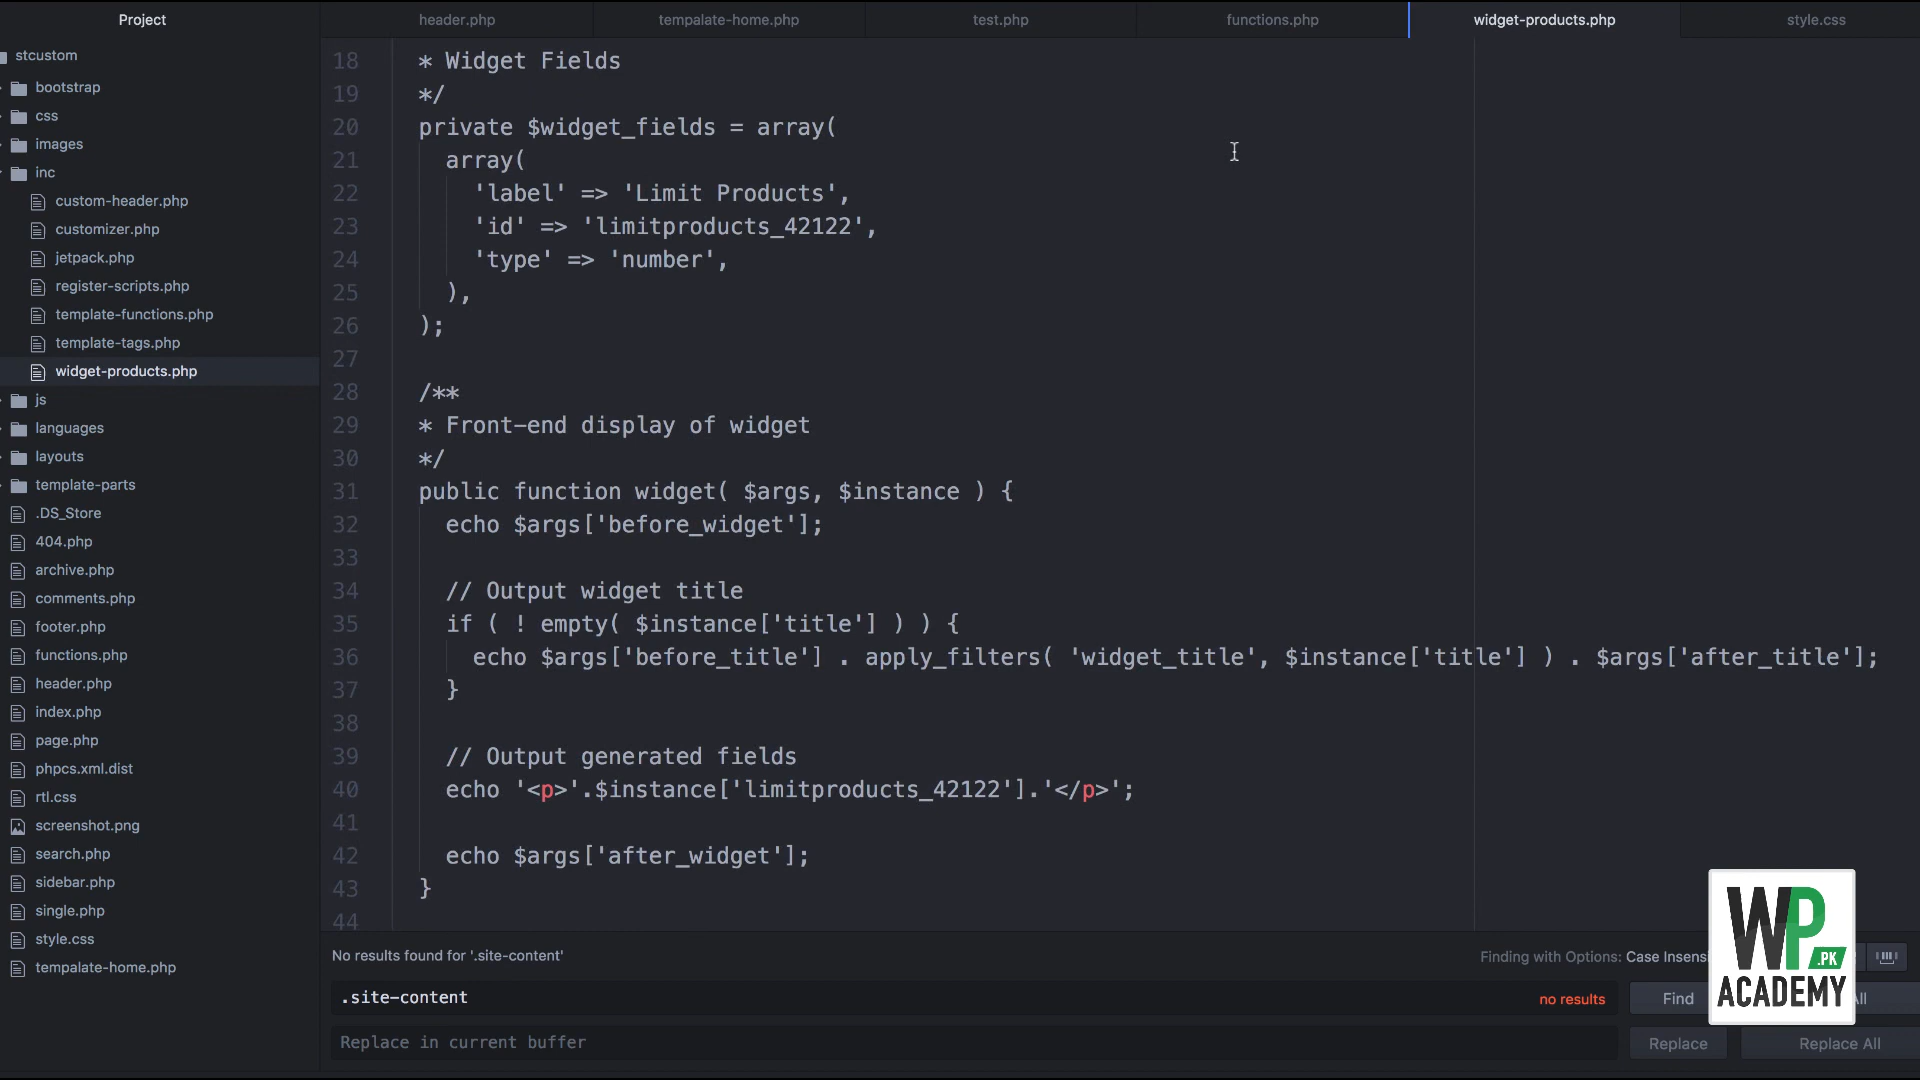 Project
header.php
tempalate-home.php
test.php
functions.php
widget-products.php
style.css
stcustom
bootstrap
css
images
inc
custom-header.php
customizer.php
jetpack.php
register-scripts.php
template-functions.php
template-tags.php
widget-products.php
js
languages
layouts
template-parts
.DS_Store
404.php
archive.php
comments.php
footer.php
functions.php
header.php
index.php
page.php
phpcs.xml.dist
rtl.css
screenshot.png
search.php
sidebar.php
single.php
style.css
tempalate-home.php
18 * Widget Fields
19 */
20 private $widget_fields = array(
21 array(
22 'label' => 'Limit Products',
23 'id' => 'limitproducts_42122',
24 'type' => 'number',
25 ),
26 );
27
28 /**
29 * Front-end display of widget
30 */
31 public function widget( $args, $instance ) {
32 echo $args['before_widget'];
33
34 // Output widget title
35 if ( ! empty( $instance['title'] ) ) {
36 echo $args['before_title'] . apply_filters( 'widget_title', $instance['title'] ) . $args['after_title'];
37 }
38
39 // Output generated fields
40 echo '<p>'.$instance['limitproducts_42122'].'</p>';
41
42 echo $args['after_widget'];
43 }
44
No results found for '.site-content'
Finding with Options: Case Insensi
.site-content
no results
Find
Replace in current buffer
Replace
Replace All
WP
.PK
ACADEMY